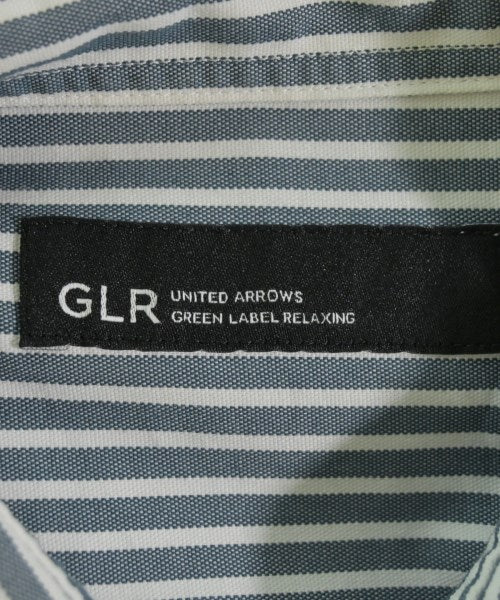 GLR
UNITED ARROWS
GREEN LABEL RELAXING